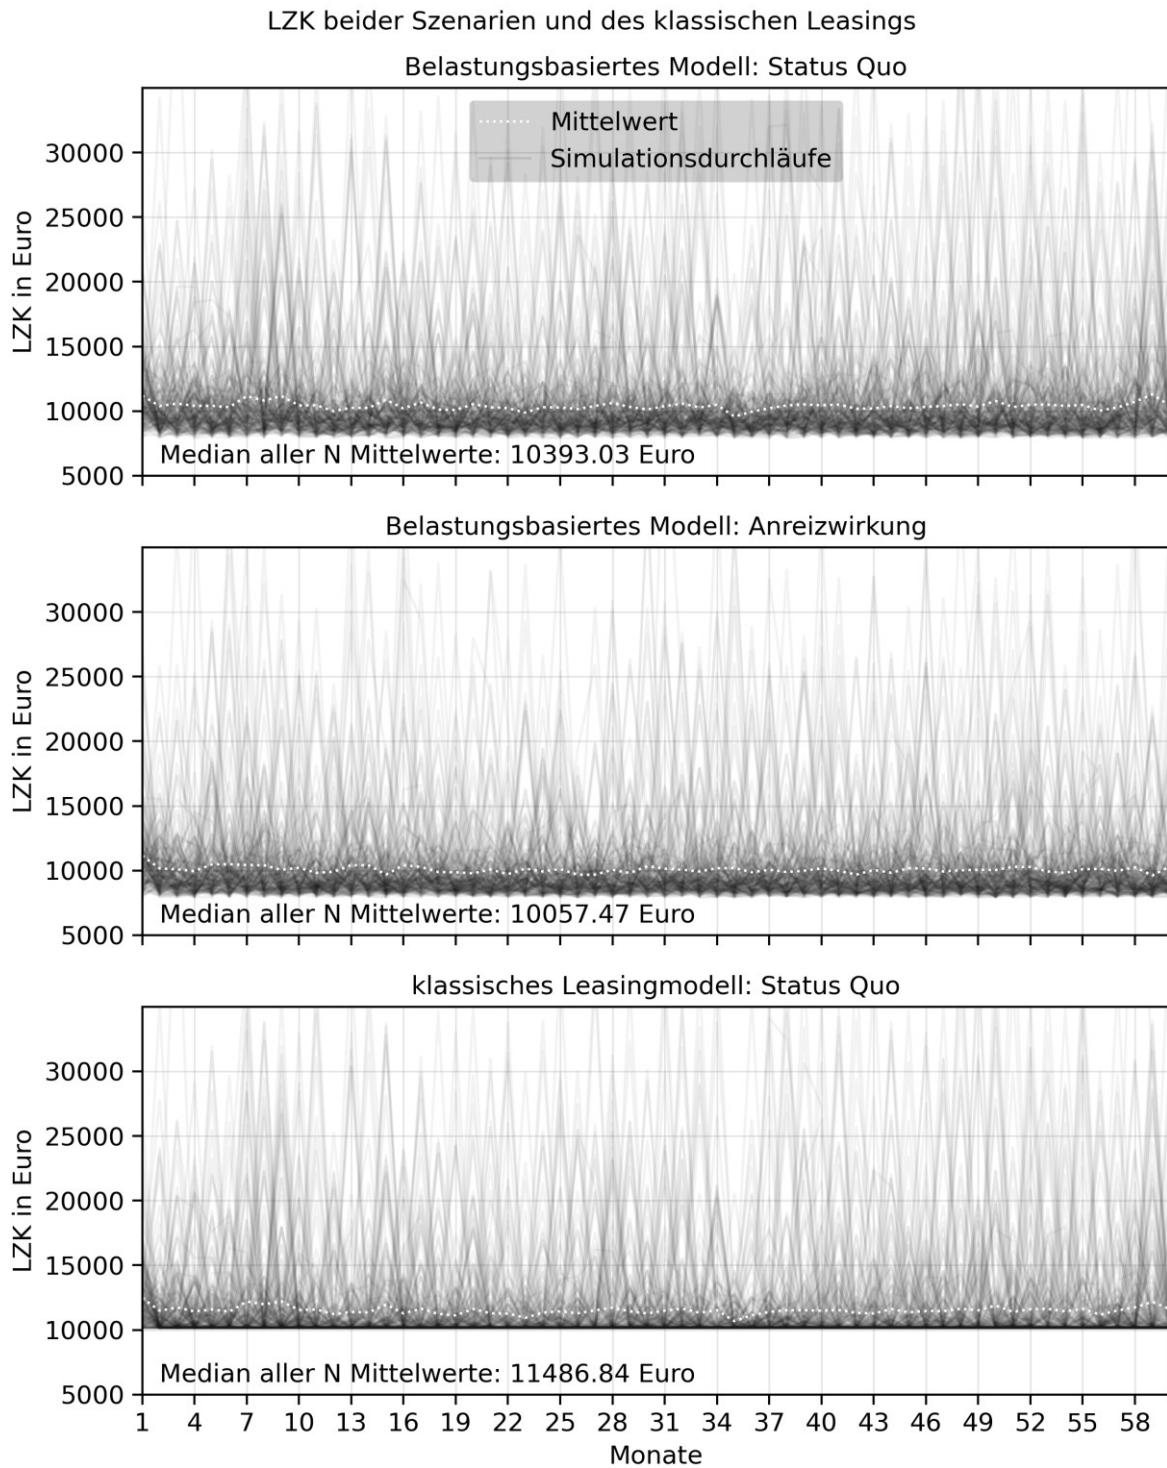 LZK beider Szenarien und des klassischen Leasings
Belastungsbasiertes Modell: Status Quo
Mittelwert
Simulationsdurchläufe
30000
25000
20000
15000
10000
5000
LZK in Euro
Median aller N Mittelwerte: 10393.03 Euro
Belastungsbasiertes Modell: Anreizwirkung
30000
25000
20000
15000
10000
5000
LZK in Euro
Median aller N Mittelwerte: 10057.47 Euro
klassisches Leasingmodell: Status Quo
30000
25000
20000
15000
10000
5000
LZK in Euro
Median aller N Mittelwerte: 11486.84 Euro
1 4 7 10 13 16 19 22 25 28 31 34 37 40 43 46 49 52 55 58
Monate